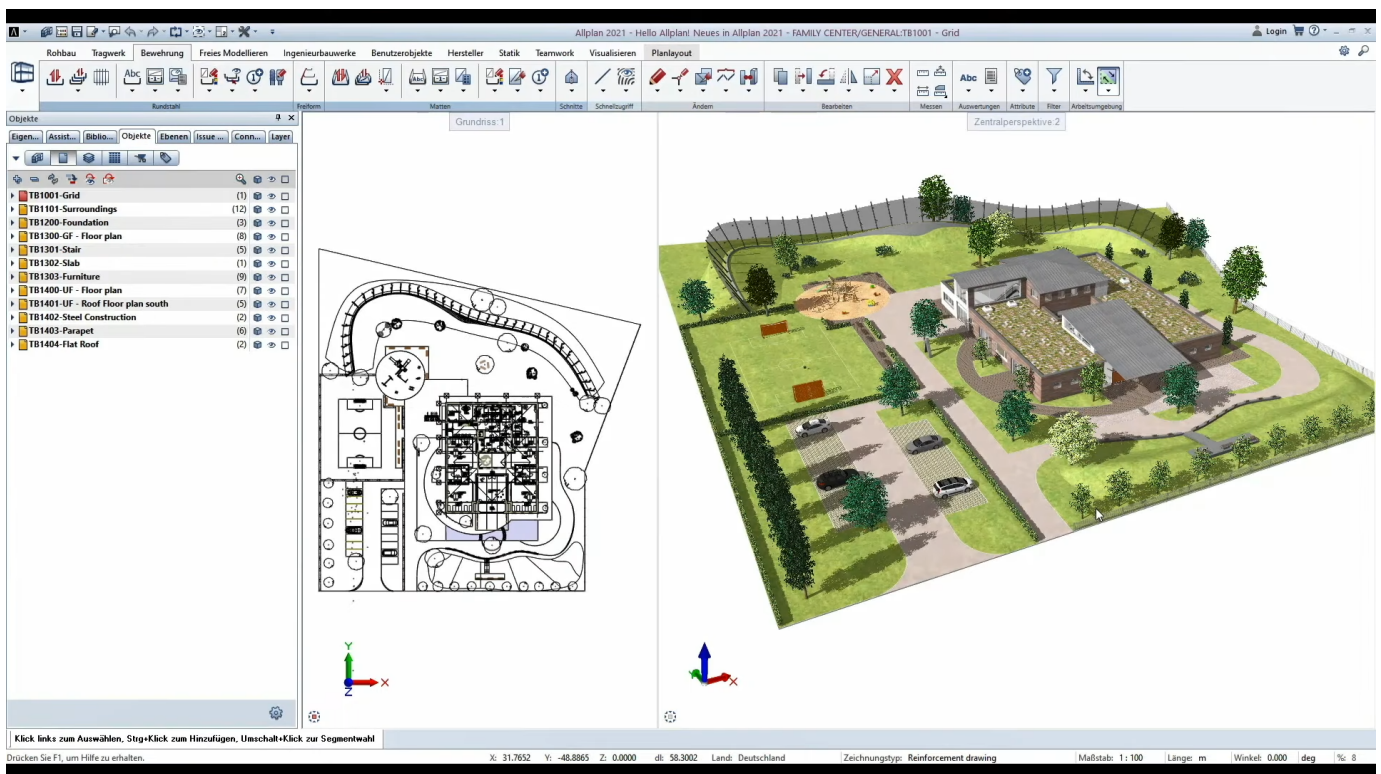 Allplan 2021 - Hello Allplan! Neues in Allplan 2021 - FAMILY CENTER/GENERAL:TB1001 - Grid
Login
Rohbau Tragwerk Bewehrung Freies Modellieren Ingenieurbauwerke Benutzerobjekte Hersteller Statik Teamwork Visualisieren Planlayout
Abc
Abc
Rundstahl Freiform Matten Schnitte Schnellzugriff Ändern Bearbeiten Messen Auswertungen Attribute Filter Arbeitsumgebung
Objekte
Eigen... Assist... Biblio... Objekte Ebenen Issue ... Conn... Layer
Grundriss:1
Zentralperspektive:2
TB1001-Grid (1)
TB1101-Surroundings (12)
TB1200-Foundation (3)
TB1300-GF - Floor plan (8)
TB1301-Stair (5)
TB1302-Slab (1)
TB1303-Furniture (9)
TB1400-UF - Floor plan (7)
TB1401-UF - Roof Floor plan south (5)
TB1402-Steel Construction (2)
TB1403-Parapet (6)
TB1404-Flat Roof (2)
Y
X
Z
Y
X
Klick links zum Auswählen, Strg+Klick zum Hinzufügen, Umschalt+Klick zur Segmentwahl
Drücken Sie F1, um Hilfe zu erhalten. X: 31.7652 Y: -48.8865 Z: 0.0000 dl: 58.3002 Land: Deutschland Zeichnungstyp: Reinforcement drawing Maßstab: 1 : 100 Länge: m Winkel: 0.000 deg %: 8